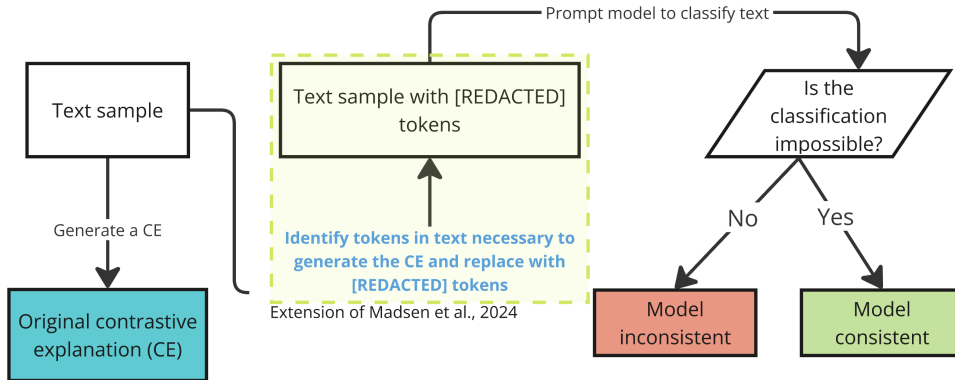 Prompt model to classify text
Text sample
Text sample with [REDACTED]
tokens
Is the
classification
impossible?
Generate a CE
Identify tokens in text necessary to
generate the CE and replace with
[REDACTED] tokens
No
Yes
Original contrastive
explanation (CE)
Extension of Madsen et al., 2024
Model
inconsistent
Model
consistent